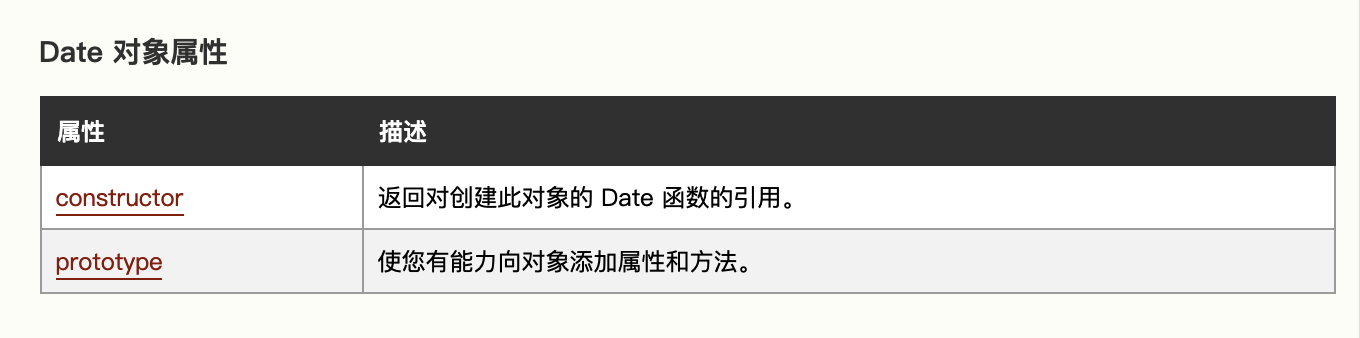 Date 对象属性
属性 描述
constructor 返回对创建此对象的 Date 函数的引用。
prototype 使您有能力向对象添加属性和方法。